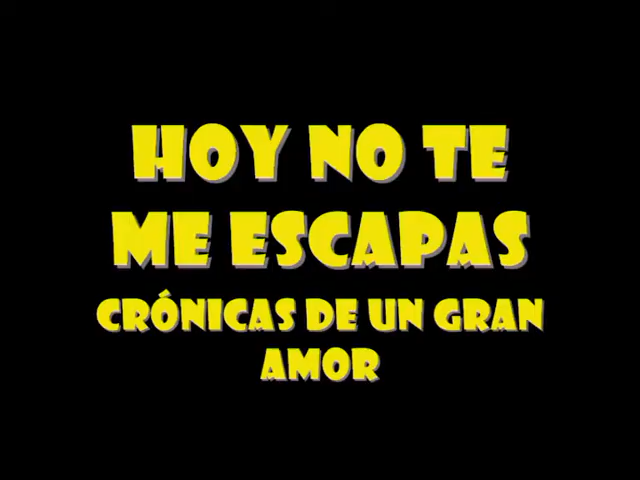 HOY NO TE
ME ESCAPAS
CRÓNICAS DE UN GRAN
AMOR